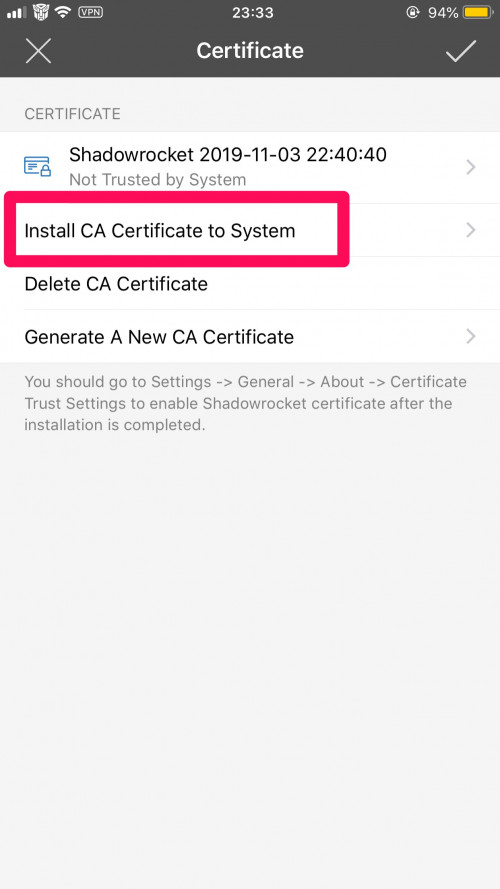 VPN 23:33 94%
Certificate
CERTIFICATE
Shadowrocket 2019-11-03 22:40:40
Not Trusted by System
Install CA Certificate to System
Delete CA Certificate
Generate A New CA Certificate
You should go to Settings -> General -> About -> Certificate
Trust Settings to enable Shadowrocket certificate after the
installation is completed.